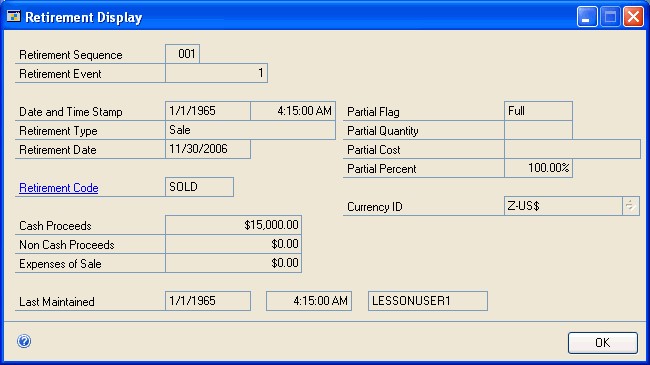 Retirement Display
Retirement Sequence 001
Retirement Event 1
Date and Time Stamp 1/1/1965 4:15:00 AM Partial Flag Full
Retirement Type Sale Partial Quantity
Retirement Date 11/30/2006 Partial Cost
Partial Percent 100.00%
Retirement Code SOLD
Currency ID Z-US$
Cash Proceeds $15,000.00
Non Cash Proceeds $0.00
Expenses of Sale $0.00
Last Maintained 1/1/1965 4:15:00 AM LESSONUSER1
OK